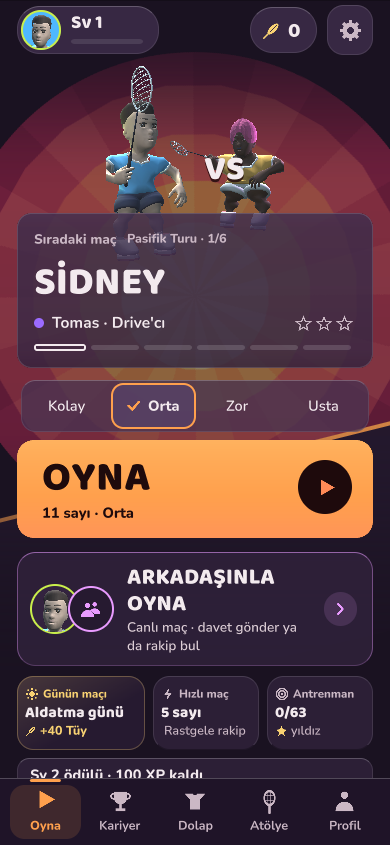 Sv 1
0
VS
Sıradaki maç Pasifik Turu · 1/6
SİDNEY
Tomas · Drive'cı
Kolay
Orta
Zor
Usta
OYNA
11 sayı · Orta
ARKADAŞINLA
OYNA
Canlı maç · davet gönder ya
da rakip bul
Günün maçı
Aldatma günü
+40 Tüy
Hızlı maç
5 sayı
Rastgele rakip
Antrenman
0/63
yıldız
Sv 2 ödülü · 100 XP kaldı
Oyna
Kariyer
Dolap
Atölye
Profil